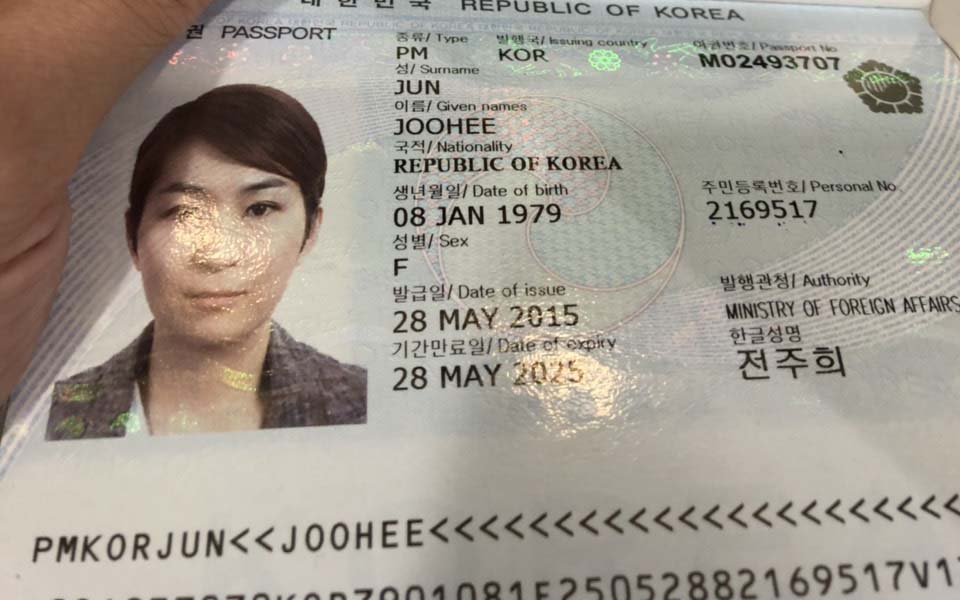 대한민국 REPUBLIC OF KOREA
권 PASSPORT
종류/ Type 발행국/ Issuing country 여권번호/ Passport No
PM KOR M02493707
성/ Surname
JUN
이름/ Given names
JOOHEE
국적/ Nationality
REPUBLIC OF KOREA
생년월일/ Date of birth 주민등록번호/ Personal No
08 JAN 1979 2169517
성별/ Sex
F
발급일/ Date of issue 발행관청/ Authority
28 MAY 2015 MINISTRY OF FOREIGN AFFAIRS
기간만료일/ Date of expiry 한글성명
28 MAY 2025 전주희
PMKORJUN<<JOOHEE<<<<<<<<<<<<<<<<<<<<<<